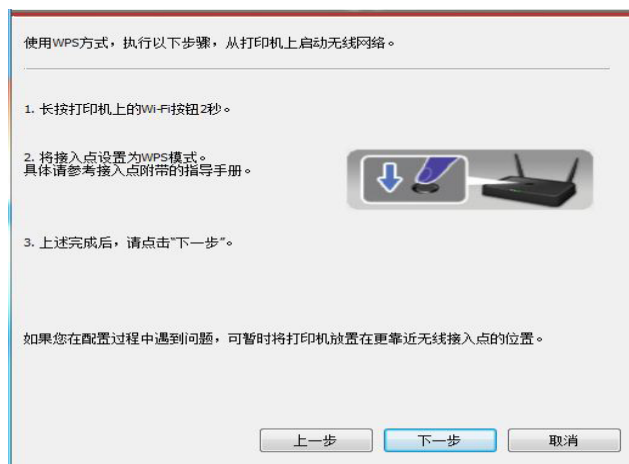 使用WPS方式，执行以下步骤，从打印机上启动无线网络。
1. 长按打印机上的Wi-Fi按钮2秒。
2. 将接入点设置为WPS模式。
具体请参考接入点附带的指导手册。
3. 上述完成后，请点击“下一步”。
如果您在配置过程中遇到问题，可暂时将打印机放置在更靠近无线接入点的位置。
上一步
下一步
取消